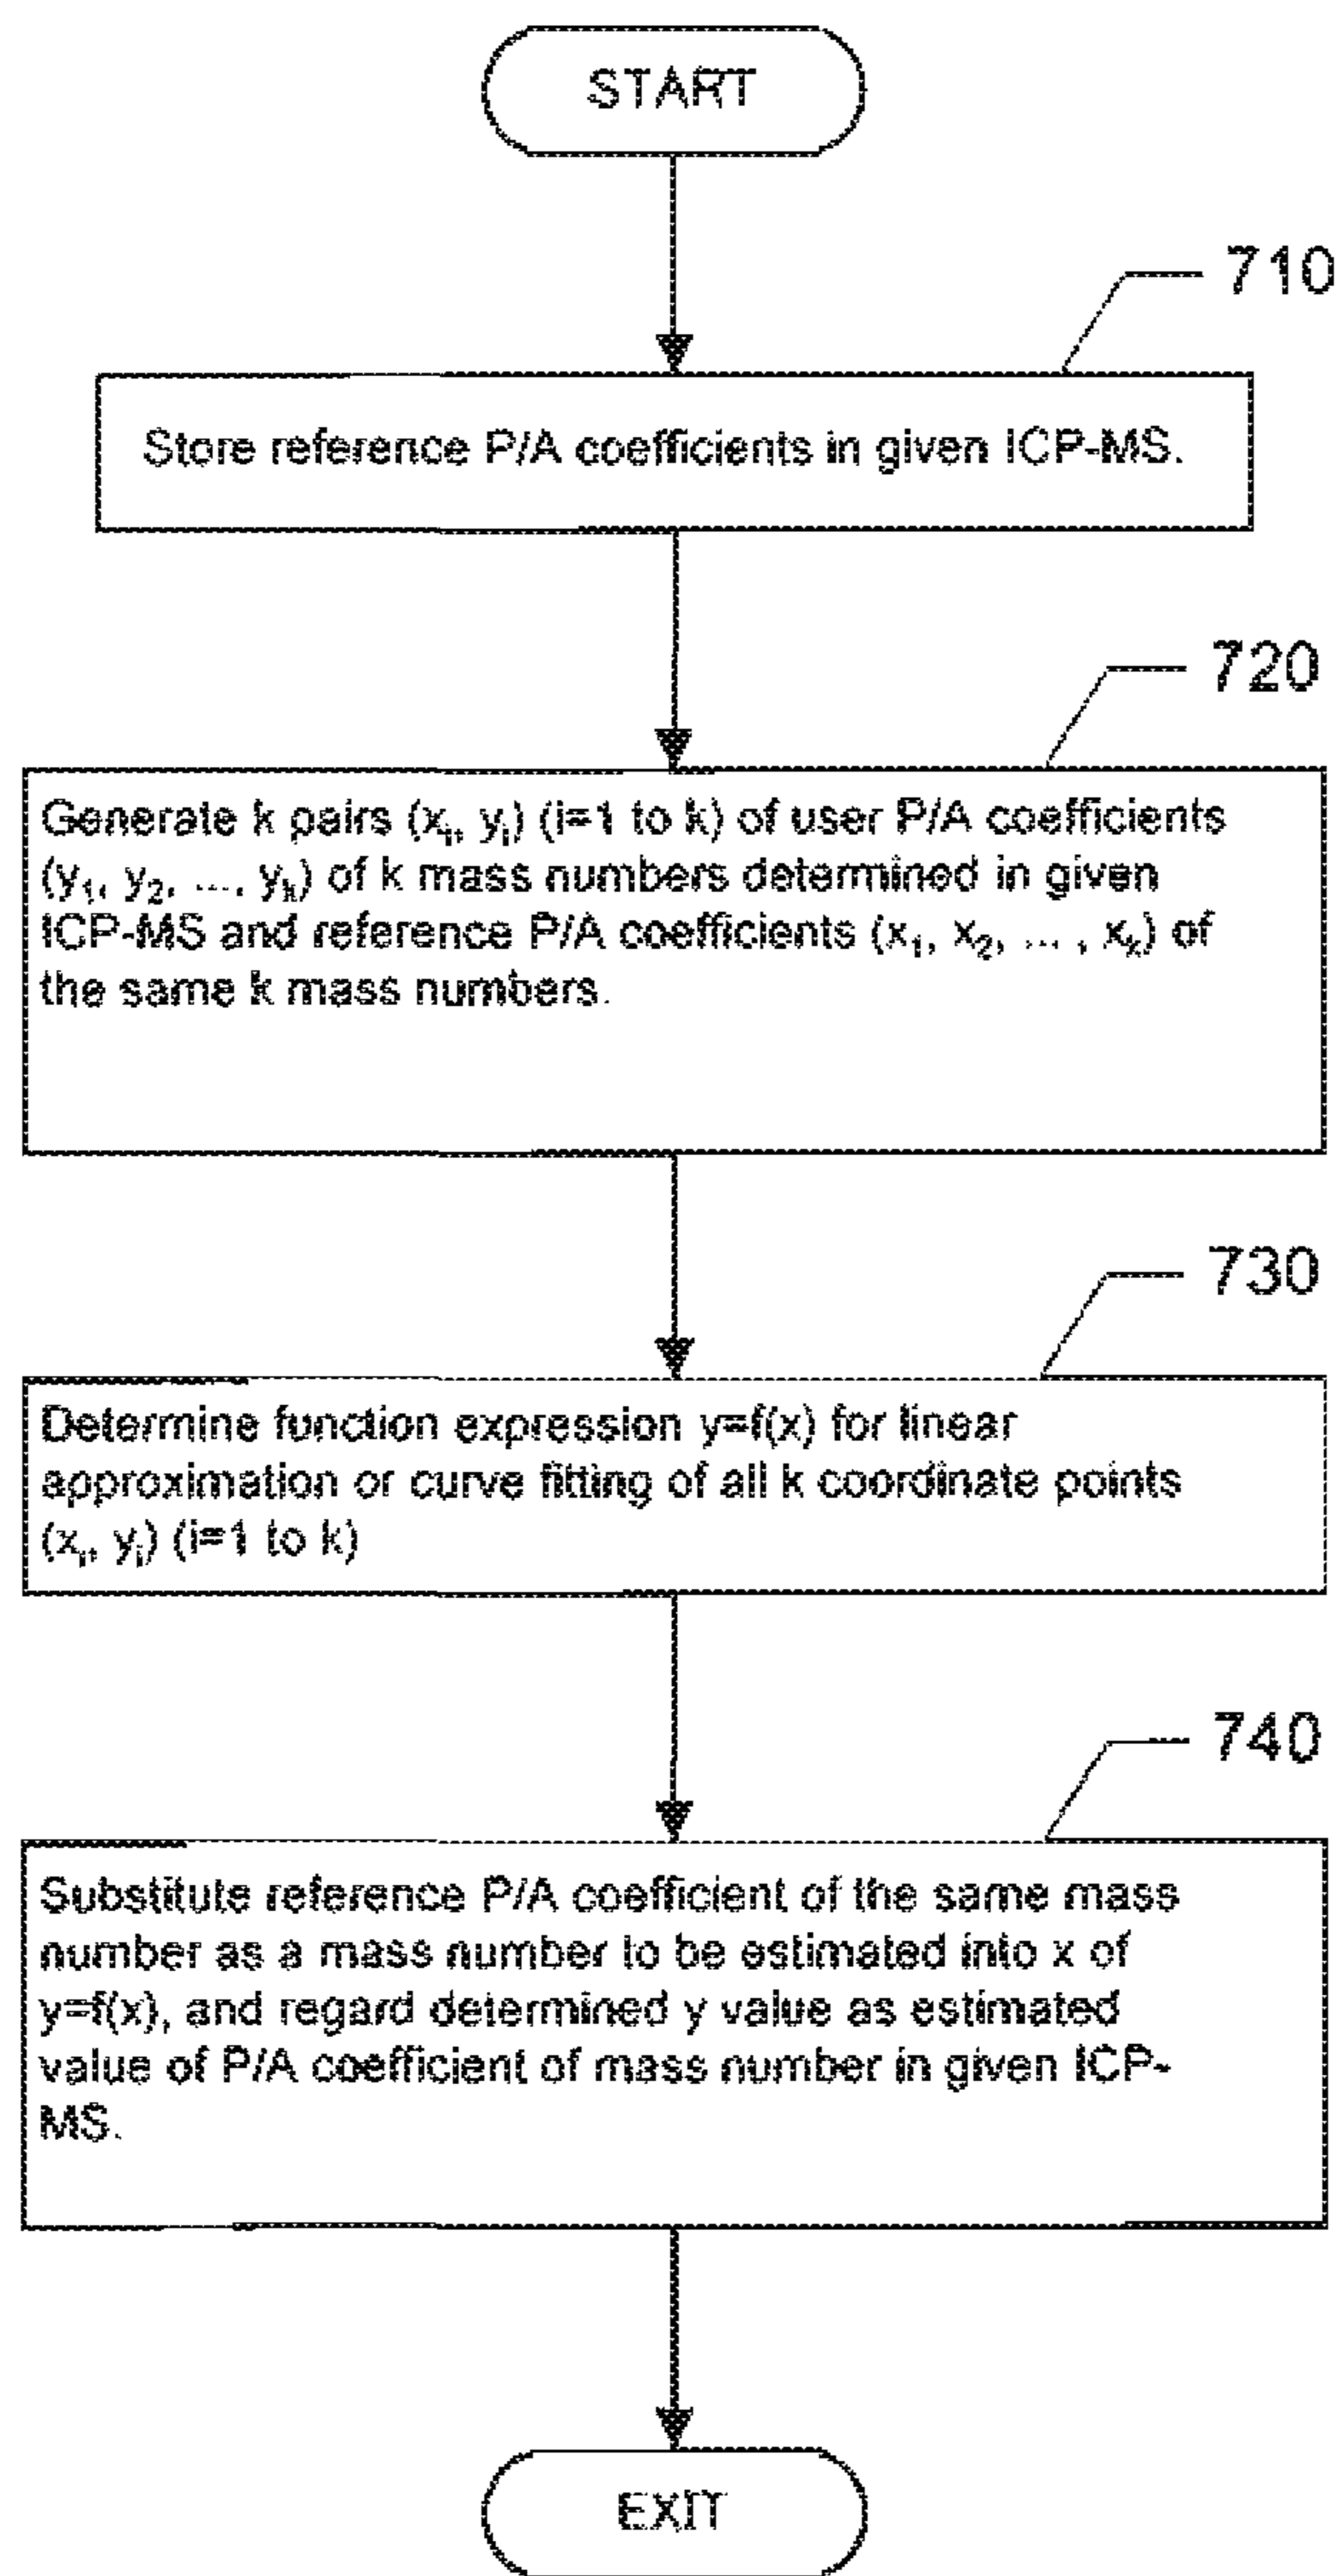 START
710
Store reference P/A coefficients in given ICP-MS.
720
Generate k pairs (xᵢ, yᵢ) (i=1 to k) of user P/A coefficients
(y₁, y₂, ..., yₖ) of k mass numbers determined in given
ICP-MS and reference P/A coefficients (x₁, x₂, ... , xₖ) of
the same k mass numbers.
730
Determine function expression y=f(x) for linear
approximation or curve fitting of all k coordinate points
(xᵢ, yᵢ) (i=1 to k)
740
Substitute reference P/A coefficient of the same mass
number as a mass number to be estimated into x of
y=f(x), and regard determined y value as estimated
value of P/A coefficient of mass number in given ICP-
MS.
EXIT